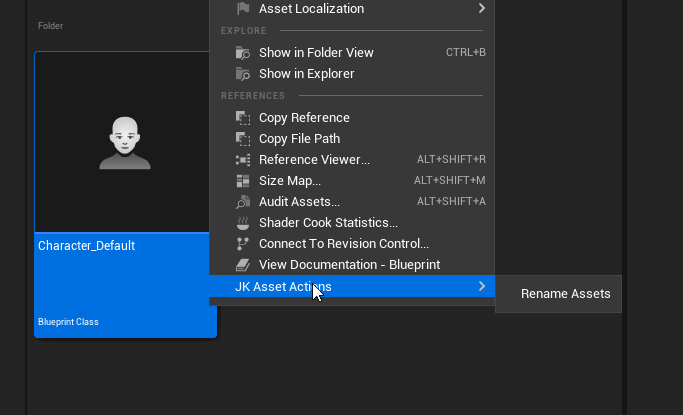 Asset Localization
Folder
EXPLORE
Show in Folder View CTRL+B
Show in Explorer
REFERENCES
Copy Reference
Copy File Path
Reference Viewer... ALT+SHIFT+R
Size Map... ALT+SHIFT+M
Audit Assets... ALT+SHIFT+A
Shader Cook Statistics...
Connect To Revision Control...
View Documentation - Blueprint
JK Asset Actions
Rename Assets
Character_Default
Blueprint Class